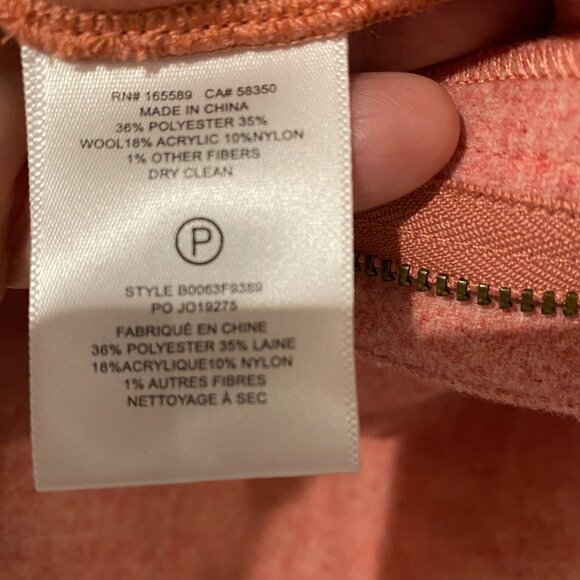 RN# 165589 CA# 58350
MADE IN CHINA
36% POLYESTER 35%
WOOL18% ACRYLIC 10%NYLON
1% OTHER FIBERS
DRY CLEAN
P
STYLE B0063F9389
PO JO19275
FABRIQUÉ EN CHINE
36% POLYESTER 35% LAINE
18%ACRYLIQUE10% NYLON
1% AUTRES FIBRES
NETTOYAGE À SEC